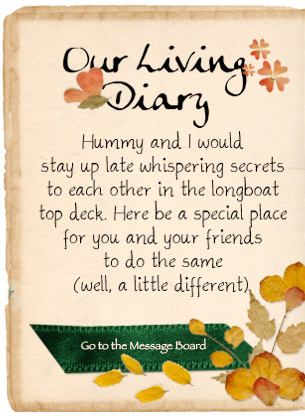 Our Living
Diary
Hummy and I would
stay up late whispering secrets
to each other in the longboat
top deck. Here be a special place
for you and your friends
to do the same
(well, a little different)
Go to the Message Board